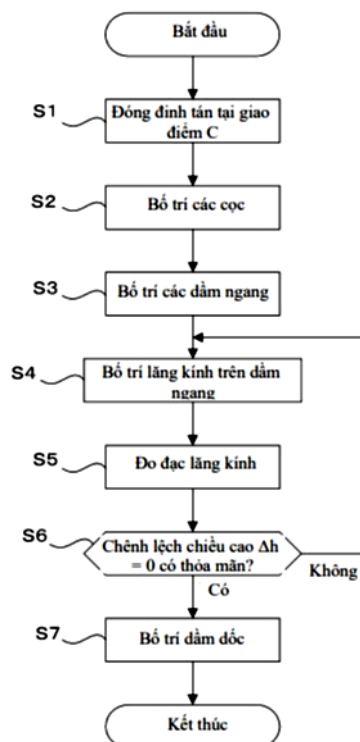 Bắt đầu
S1
Đóng đinh tán tại giao
điểm C
S2
Bố trí các cọc
S3
Bố trí các dầm ngang
S4
Bố trí lăng kính trên dầm
ngang
S5
Đo đạc lăng kính
S6
Chênh lệch chiều cao Δh
= 0 có thỏa mãn?
Không
Có
S7
Bố trí dầm dốc
Kết thúc